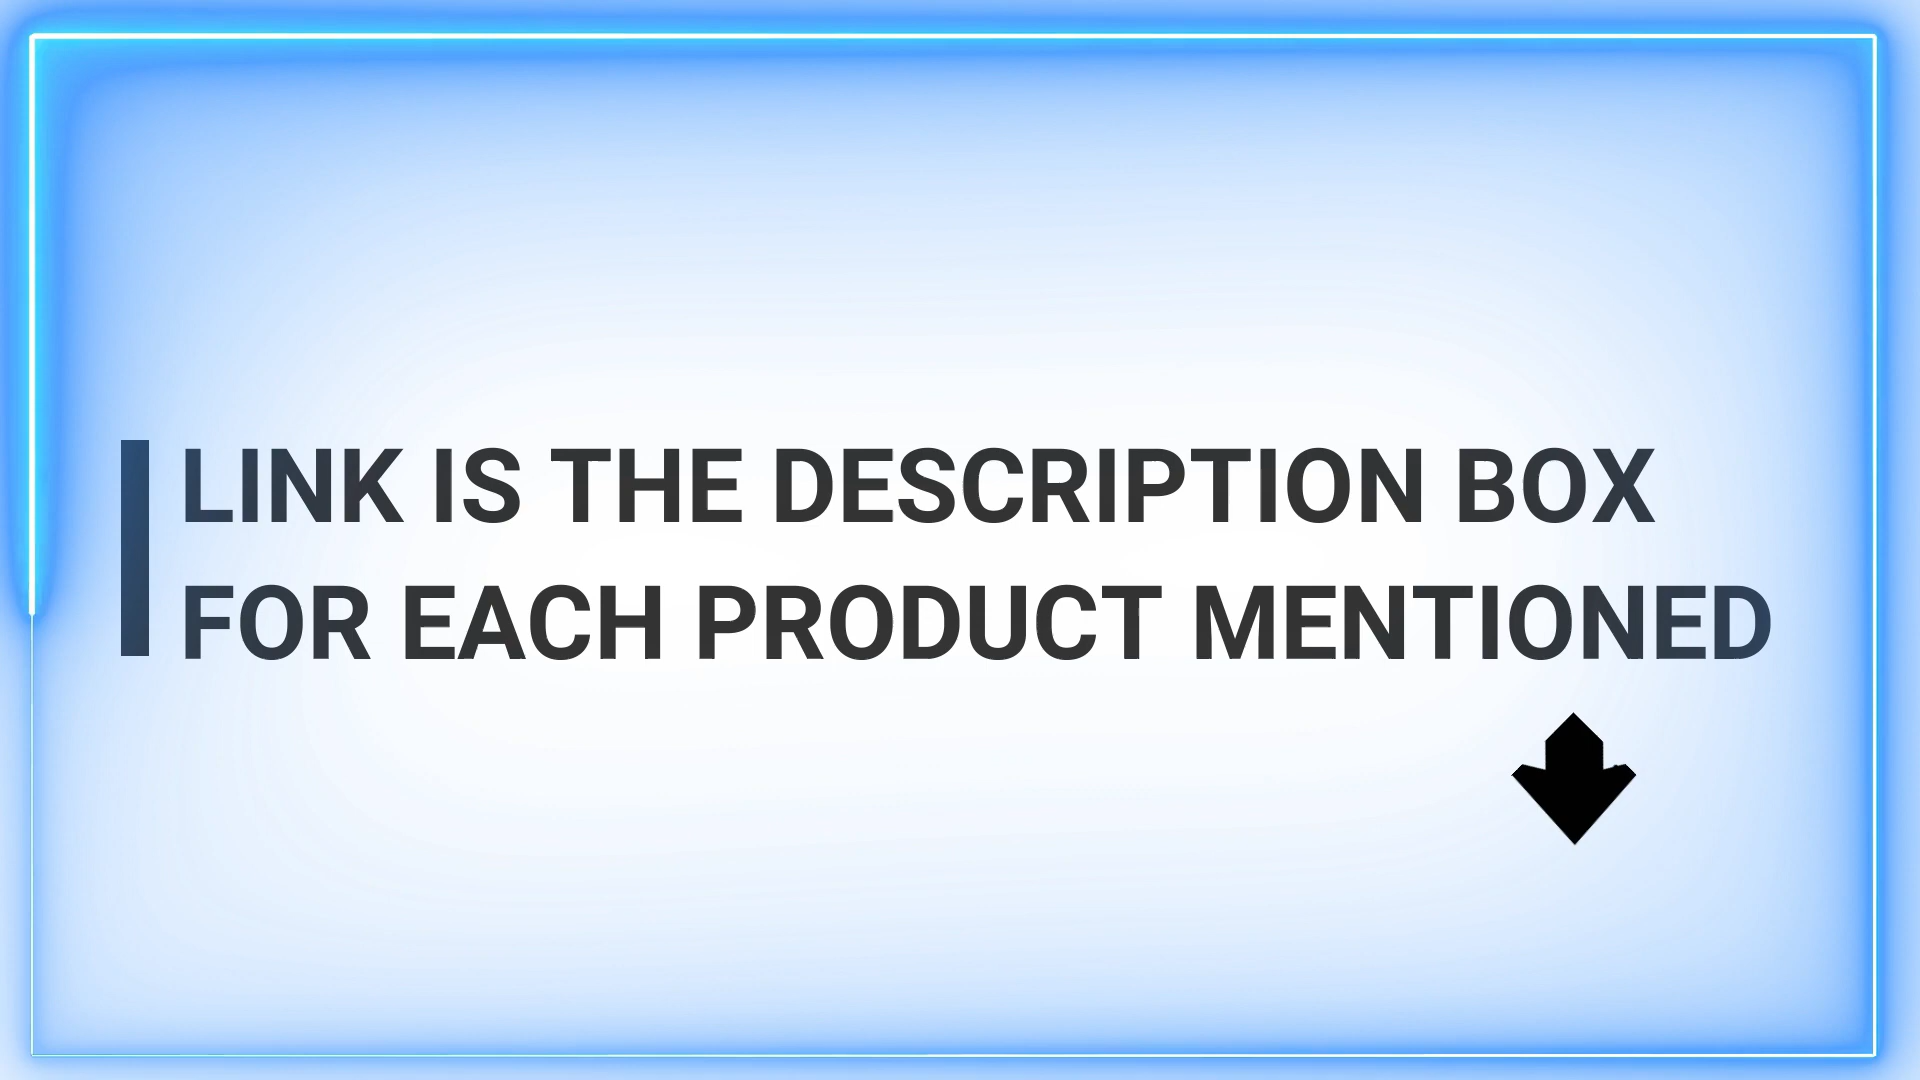 LINK IS THE DESCRIPTION BOX
FOR EACH PRODUCT MENTIONED